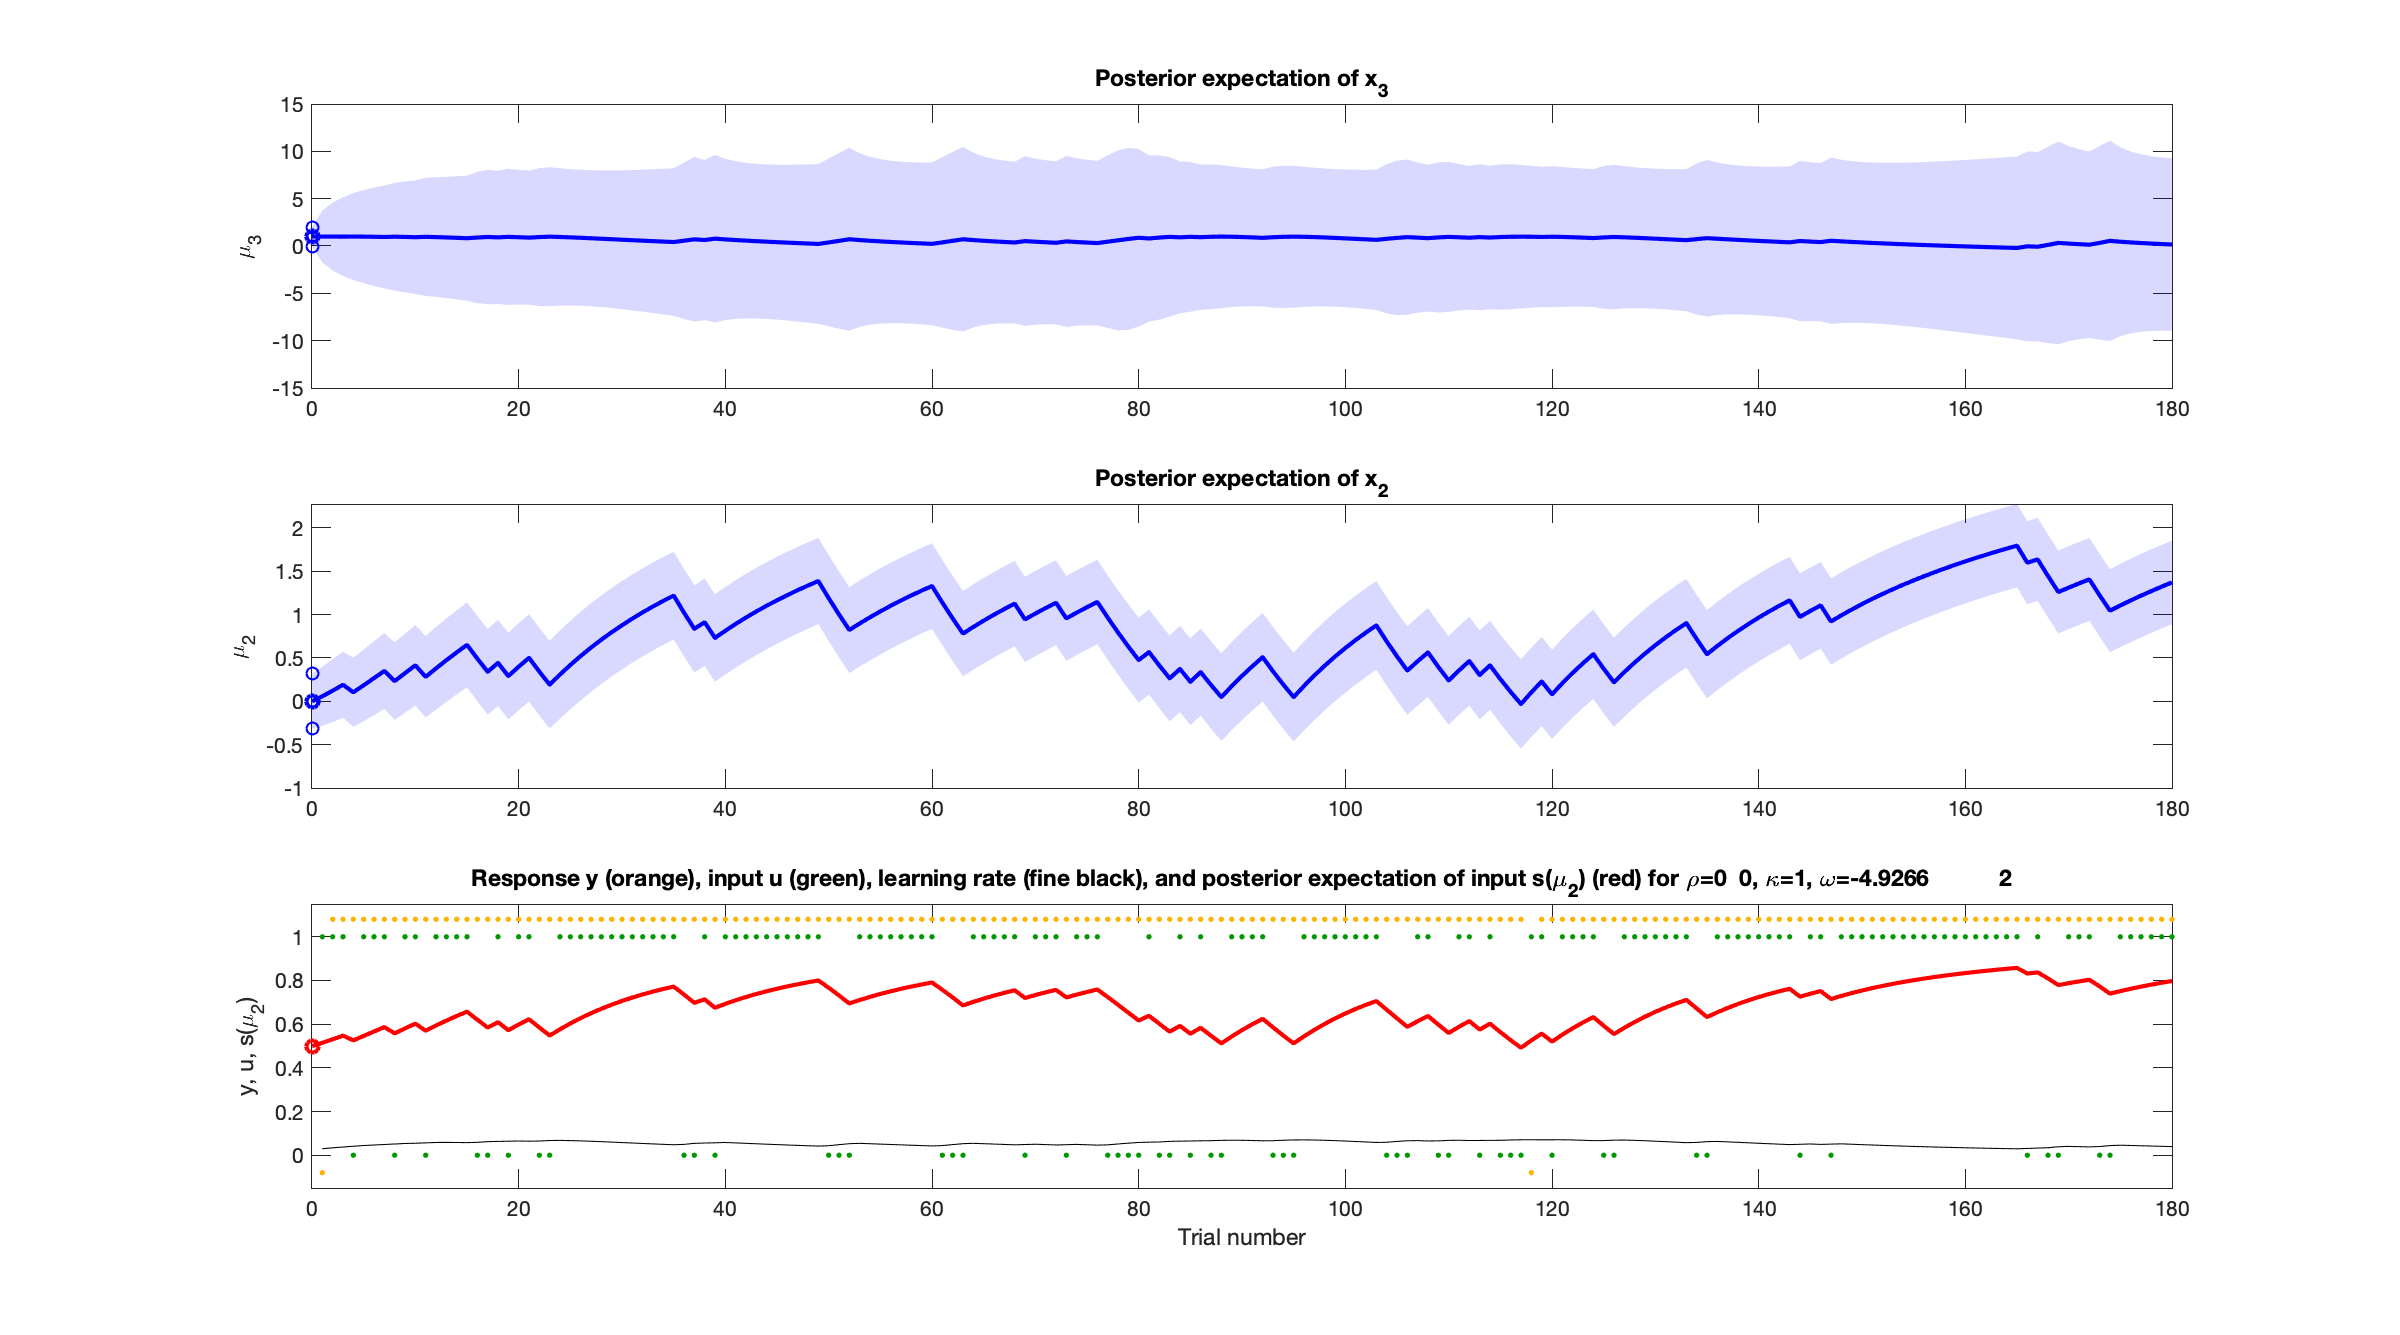 Posterior expectation of x₃
15
10
5
0
-5
-10
-15
μ₃
0 20 40 60 80 100 120 140 160 180
Posterior expectation of x₂
2
1.5
1
0.5
0
-0.5
-1
μ₂
0 20 40 60 80 100 120 140 160 180
Response y (orange), input u (green), learning rate (fine black), and posterior expectation of input s(μ₂) (red) for ρ=0 0, κ=1, ω=-4.9266 2
1
0.8
0.6
0.4
0.2
0
y, u, s(μ₂)
0 20 40 60 80 100 120 140 160 180
Trial number